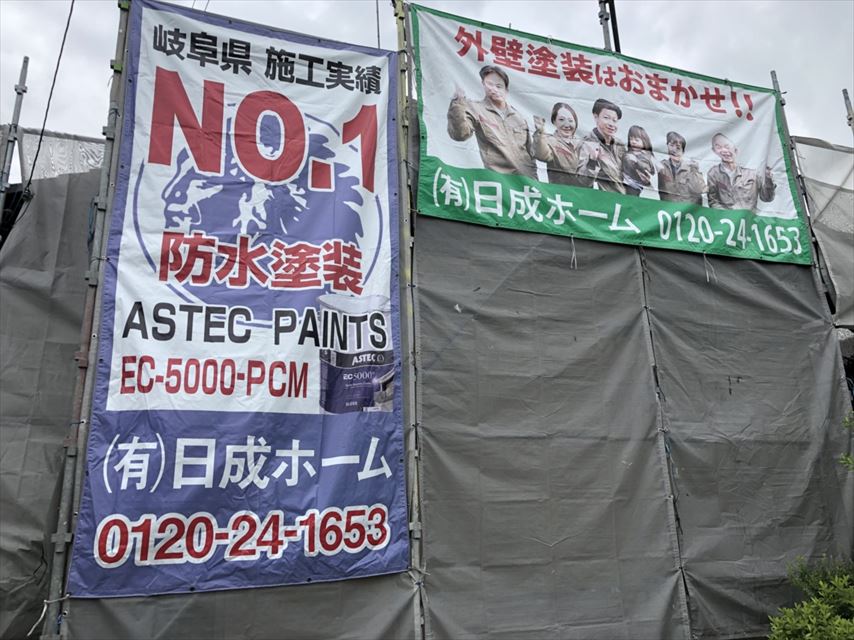 岐阜県 施工実績
NO.1
防水塗装
ASTEC PAINTS
EC-5000-PCM
ASTEC
EC5000
(有)日成ホーム
0120-24-1653
外壁塗装はおまかせ!!
(有)日成ホーム 0120-24-1653